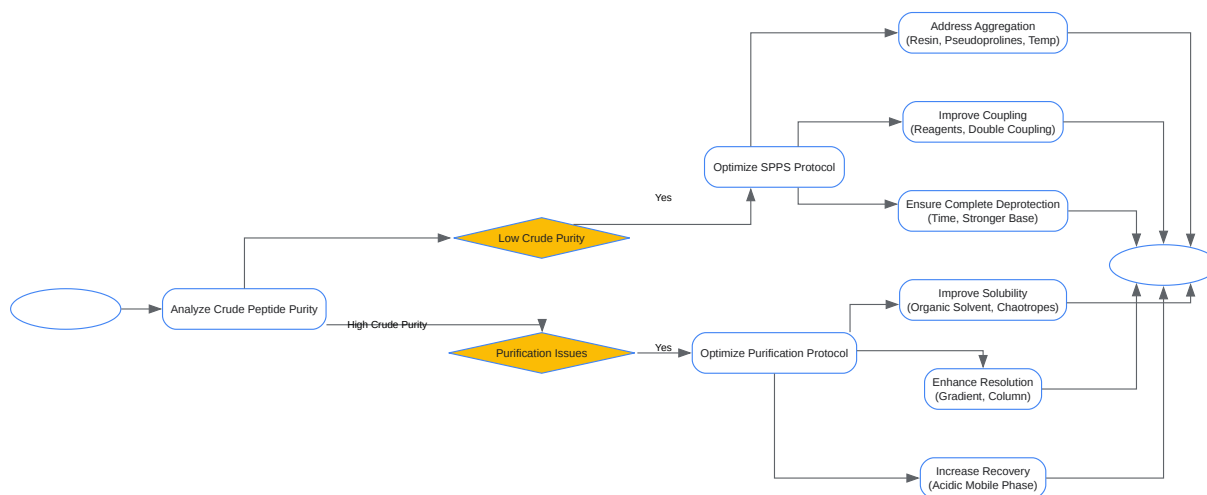 Address Aggregation
(Resin, Pseudoprolines, Temp)
Improve Coupling
(Reagents, Double Coupling)
Optimize SPPS Protocol
Yes
Ensure Complete Deprotection
(Time, Stronger Base)
Low Crude Purity
Analyze Crude Peptide Purity
High Crude Purity
Purification Issues
Yes
Optimize Purification Protocol
Improve Solubility
(Organic Solvent, Chaotropes)
Enhance Resolution
(Gradient, Column)
Increase Recovery
(Acidic Mobile Phase)